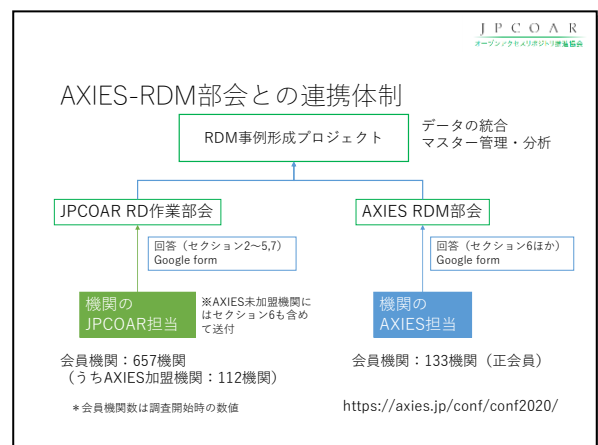 JPCOAR
オープンアクセスリポジトリ推進協会
AXIES-RDM部会との連携体制
RDM事例形成プロジェクト
データの統合
マスター管理・分析
JPCOAR RD作業部会
AXIES RDM部会
回答（セクション2～5,7）
Google form
回答（セクション6ほか）
Google form
機関の
JPCOAR担当
※AXIES未加盟機関に
はセクション6も含め
て送付
機関の
AXIES担当
会員機関：657機関
（うちAXIES加盟機関：112機関）
会員機関：133機関（正会員）
＊会員機関数は調査開始時の数値
https://axies.jp/conf/conf2020/